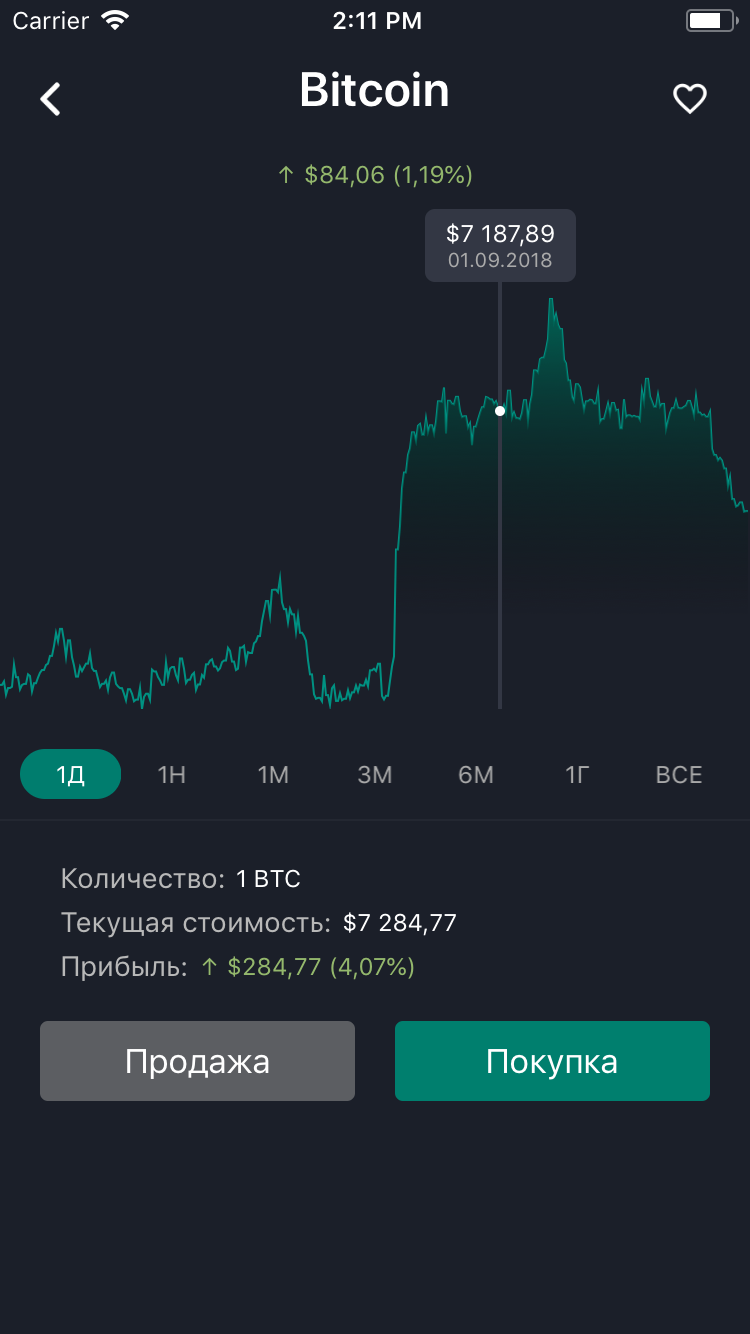 Carrier 2:11 PM
Bitcoin
↑ $84,06 (1,19%)
$7 187,89
01.09.2018
1Д 1Н 1М 3М 6М 1Г ВСЕ
Количество: 1 BTC
Текущая стоимость: $7 284,77
Прибыль: ↑ $284,77 (4,07%)
Продажа Покупка